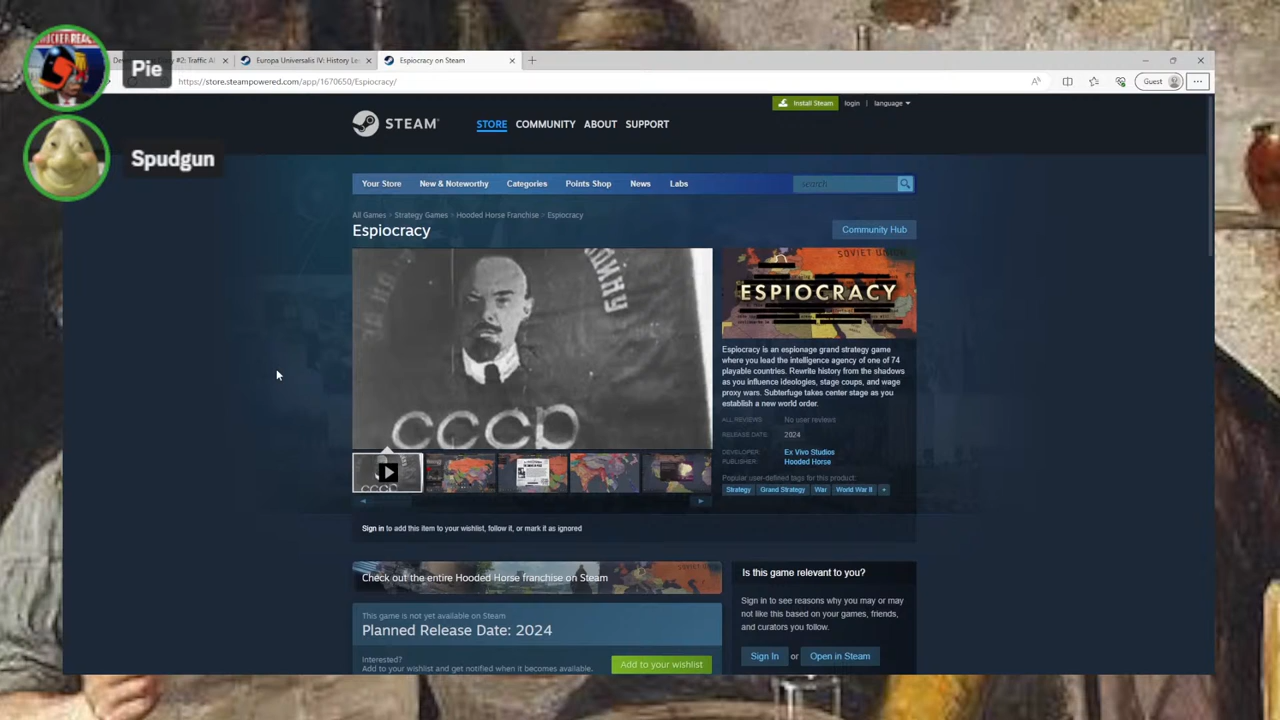 Pie
Spudgun
#2: Traffic
Europa Universalis IV: History Le
Espiocracy on Steam
https://store.steampowered.com/app/1670650/Espiocracy/
Guest
Install Steam
login
language
STEAM
STORE
COMMUNITY
ABOUT
SUPPORT
Your Store
New & Noteworthy
Categories
Points Shop
News
Labs
search
All Games > Strategy Games > Hooded Horse Franchise > Espiocracy
Espiocracy
Community Hub
СССР
SOVIET UNION
ESPIOCRACY
Espiocracy is an espionage grand strategy game
where you lead the intelligence agency of one of 74
playable countries. Rewrite history from the shadows
as you influence ideologies, stage coups, and wage
proxy wars. Subterfuge takes center stage as you
establish a new world order.
ALL REVIEWS: No user reviews
RELEASE DATE: 2024
DEVELOPER: Ex Vivo Studios
PUBLISHER: Hooded Horse
Popular user-defined tags for this product:
Strategy
Grand Strategy
War
World War II
+
Sign in to add this item to your wishlist, follow it, or mark it as ignored
Check out the entire Hooded Horse franchise on Steam
Is this game relevant to you?
Sign in to see reasons why you may or may
not like this based on your games, friends,
and curators you follow.
Sign In or Open in Steam
This game is not yet available on Steam
Planned Release Date: 2024
Interested?
Add to your wishlist and get notified when it becomes available.
Add to your wishlist